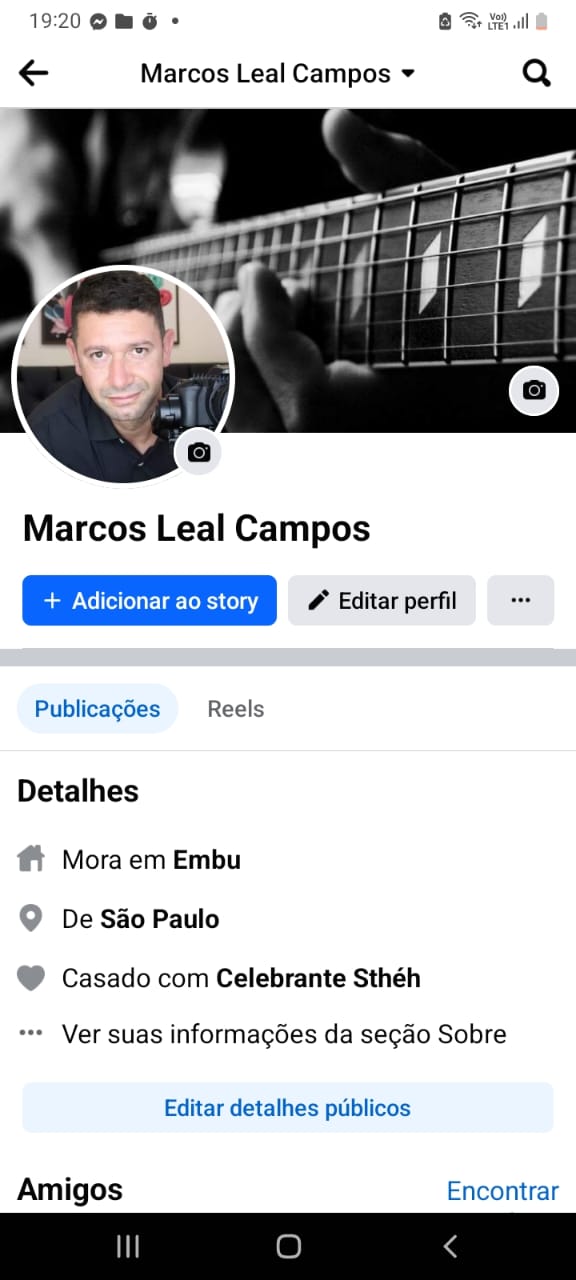 19:20
Vo)) LTE1
Marcos Leal Campos
Marcos Leal Campos
+ Adicionar ao story
Editar perfil
Publicações
Reels
Detalhes
Mora em Embu
De São Paulo
Casado com Celebrante Sthéh
Ver suas informações da seção Sobre
Editar detalhes públicos
Amigos
Encontrar